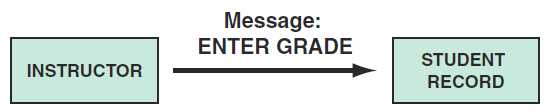 Message:
ENTER GRADE
INSTRUCTOR
STUDENT
RECORD